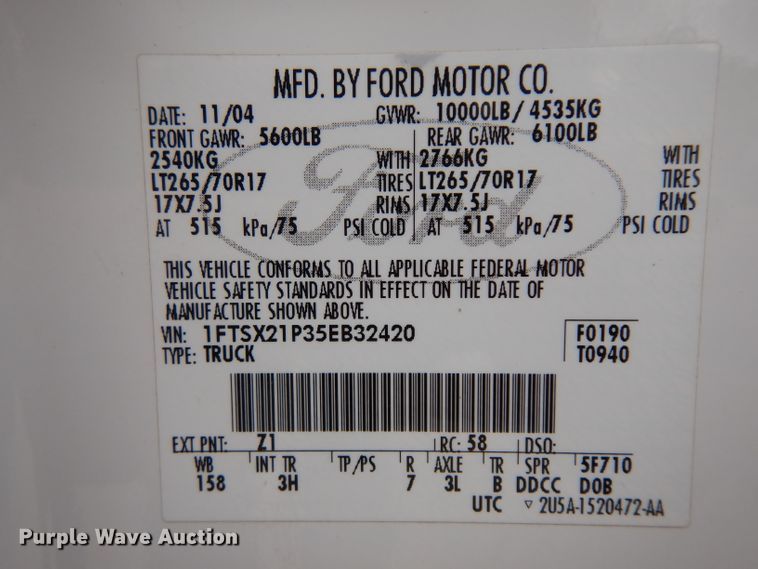 MFD. BY FORD MOTOR CO.
DATE: 11/04 GVWR: 10000LB/ 4535KG
FRONT GAWR: 5600LB REAR GAWR: 6100LB
2540KG WITH 2766KG WITH
LT265/70R17 TIRES LT265/70R17 TIRES
17X7.5J RIMS 17X7.5J RIMS
AT 515 kPa/75 PSI COLD AT 515 kPa/75 PSI COLD
Ford
THIS VEHICLE CONFORMS TO ALL APPLICABLE FEDERAL MOTOR
VEHICLE SAFETY STANDARDS IN EFFECT ON THE DATE OF
MANUFACTURE SHOWN ABOVE.
VIN: 1FTSX21P35EB32420 F0190
TYPE: TRUCK T0940
EXT PNT: Z1 RC: 58 DSO:
WB INT TR TP/PS R AXLE TR SPR 5F710
158 3H 7 3L B DDCC D0B
UTC ▽ 2U5A-1520472-AA
Purple Wave Auction